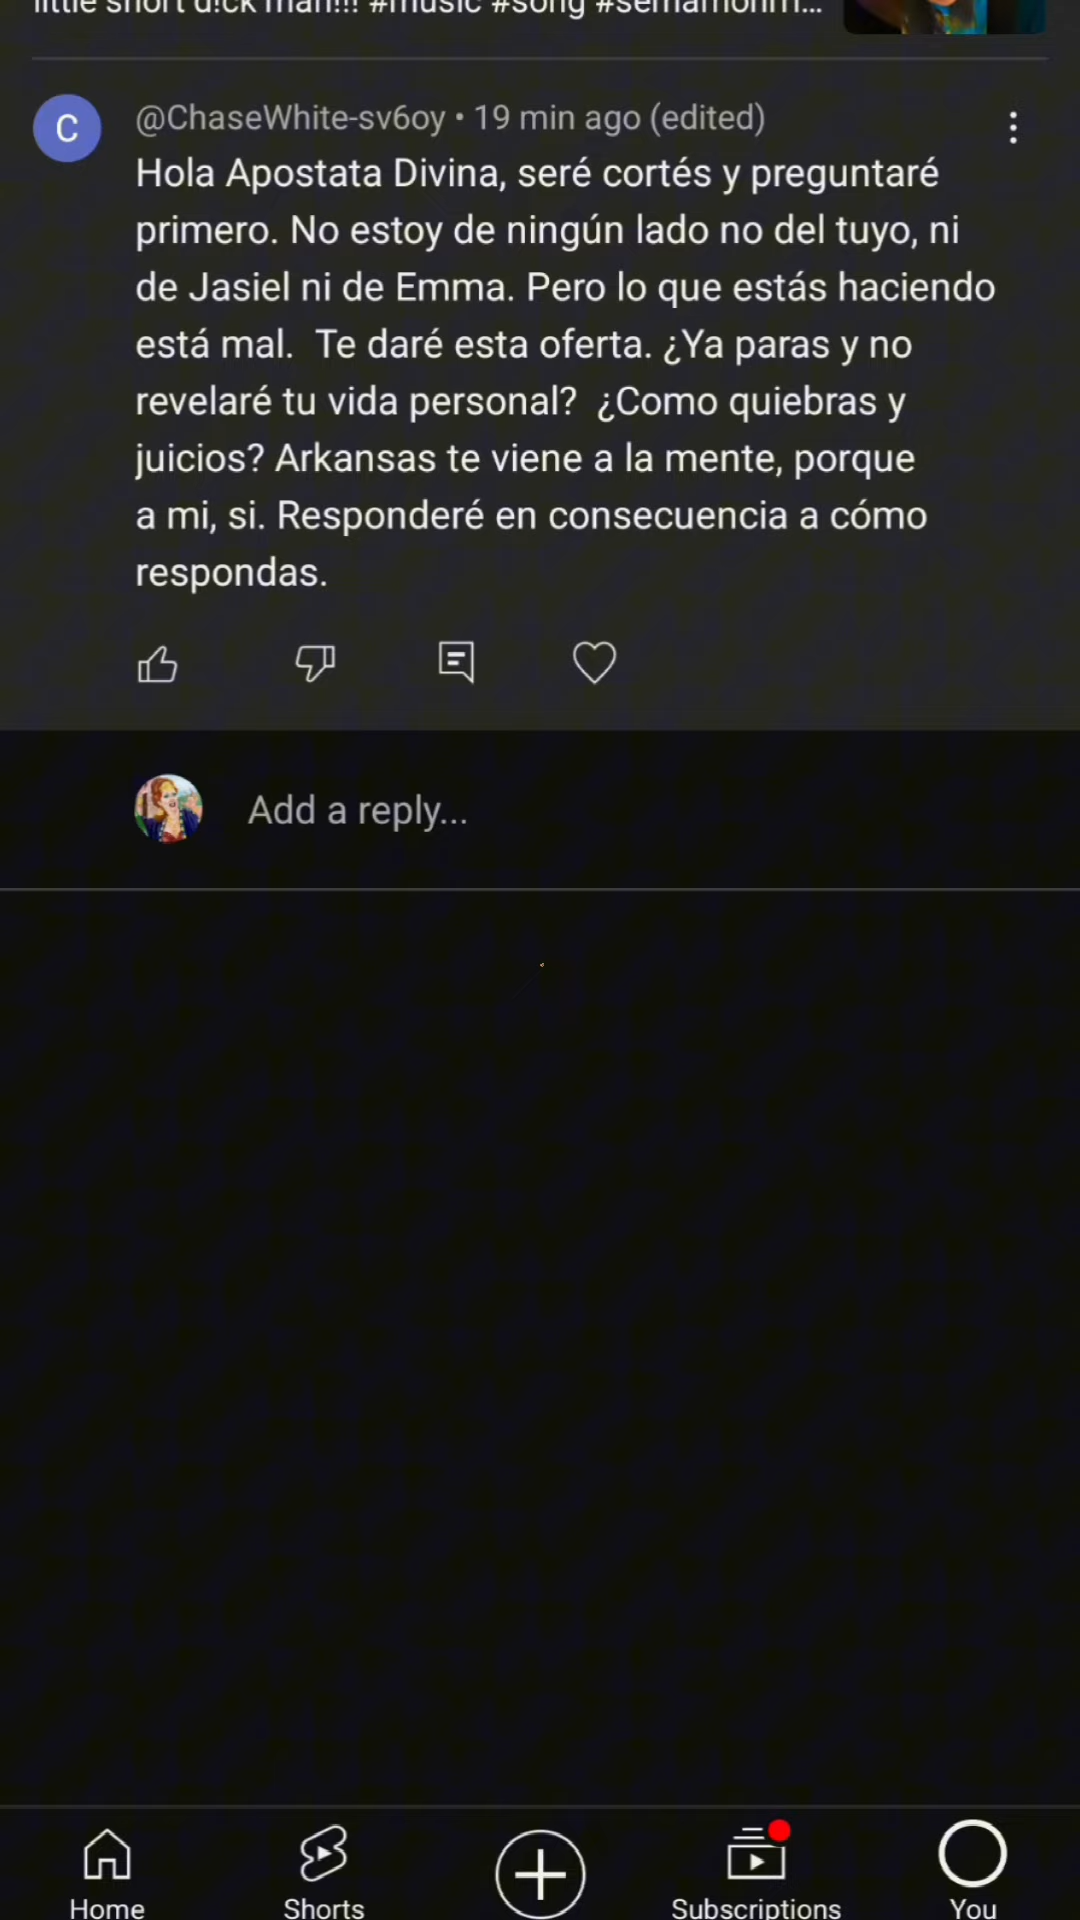 little short d!ck man!!! #music #song
@ChaseWhite-sv6oy • 19 min ago (edited)
C
Hola Apostata Divina, seré cortés y preguntaré
primero. No estoy de ningún lado no del tuyo, ni
de Jasiel ni de Emma. Pero lo que estás haciendo
está mal.  Te daré esta oferta. ¿Ya paras y no
revelaré tu vida personal?  ¿Como quiebras y
juicios? Arkansas te viene a la mente, porque
a mi, si. Responderé en consecuencia a cómo
respondas.
Add a reply...
Home
Shorts
Subscriptions
You